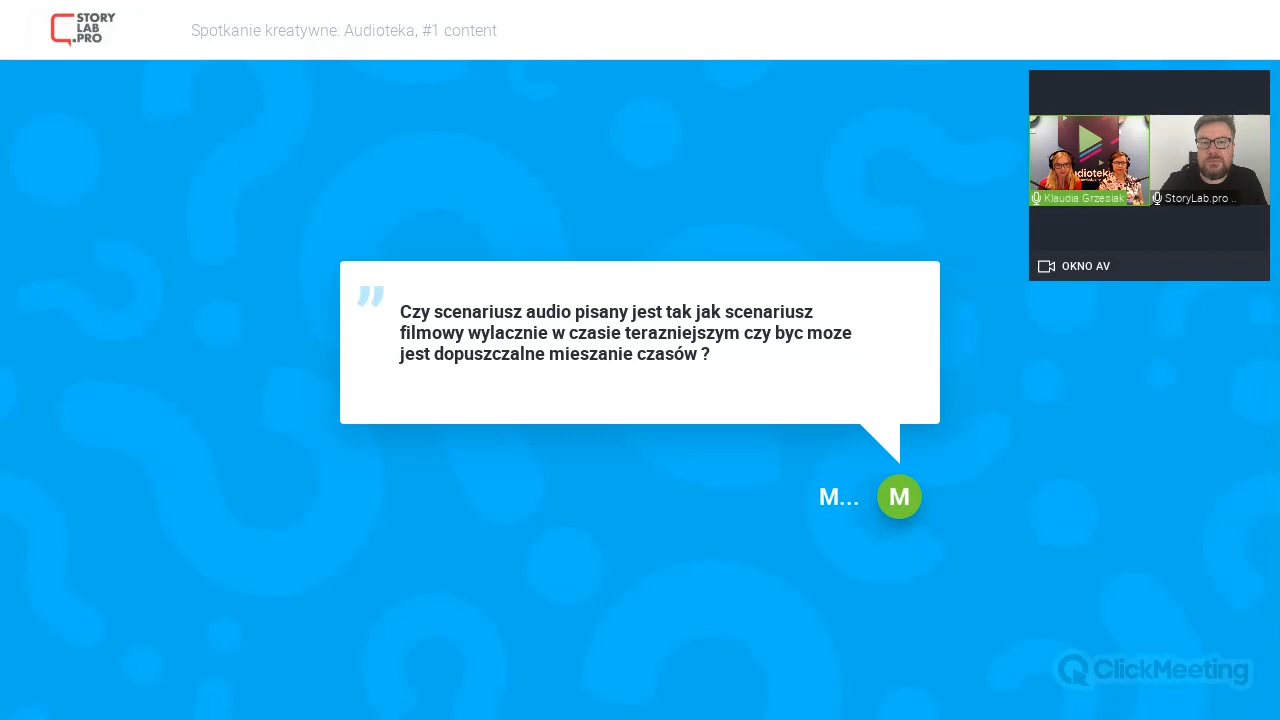 STORY
LAB
.PRO
Spotkanie kreatywne: Audioteka, #1 content
Klaudia Grzesiak
StoryLab.pro ..
OKNO AV
Czy scenariusz audio pisany jest tak jak scenariusz
filmowy wylacznie w czasie terazniejszym czy byc moze
jest dopuszczalne mieszanie czasów ?
M...
M
ClickMeeting